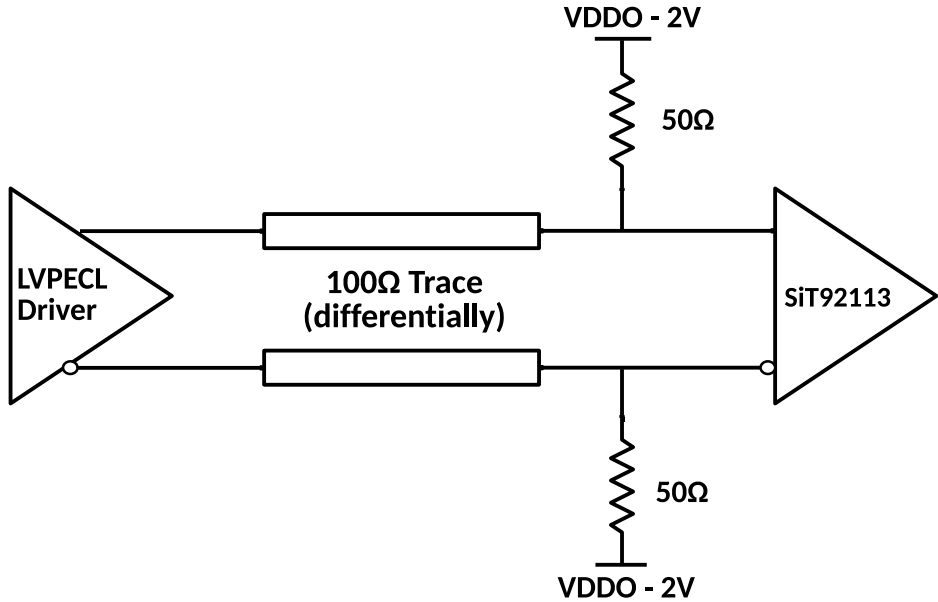 VDDO - 2V
50Ω
LVPECL
Driver
100Ω Trace
(differentially)
SiT92113
50Ω
VDDO - 2V